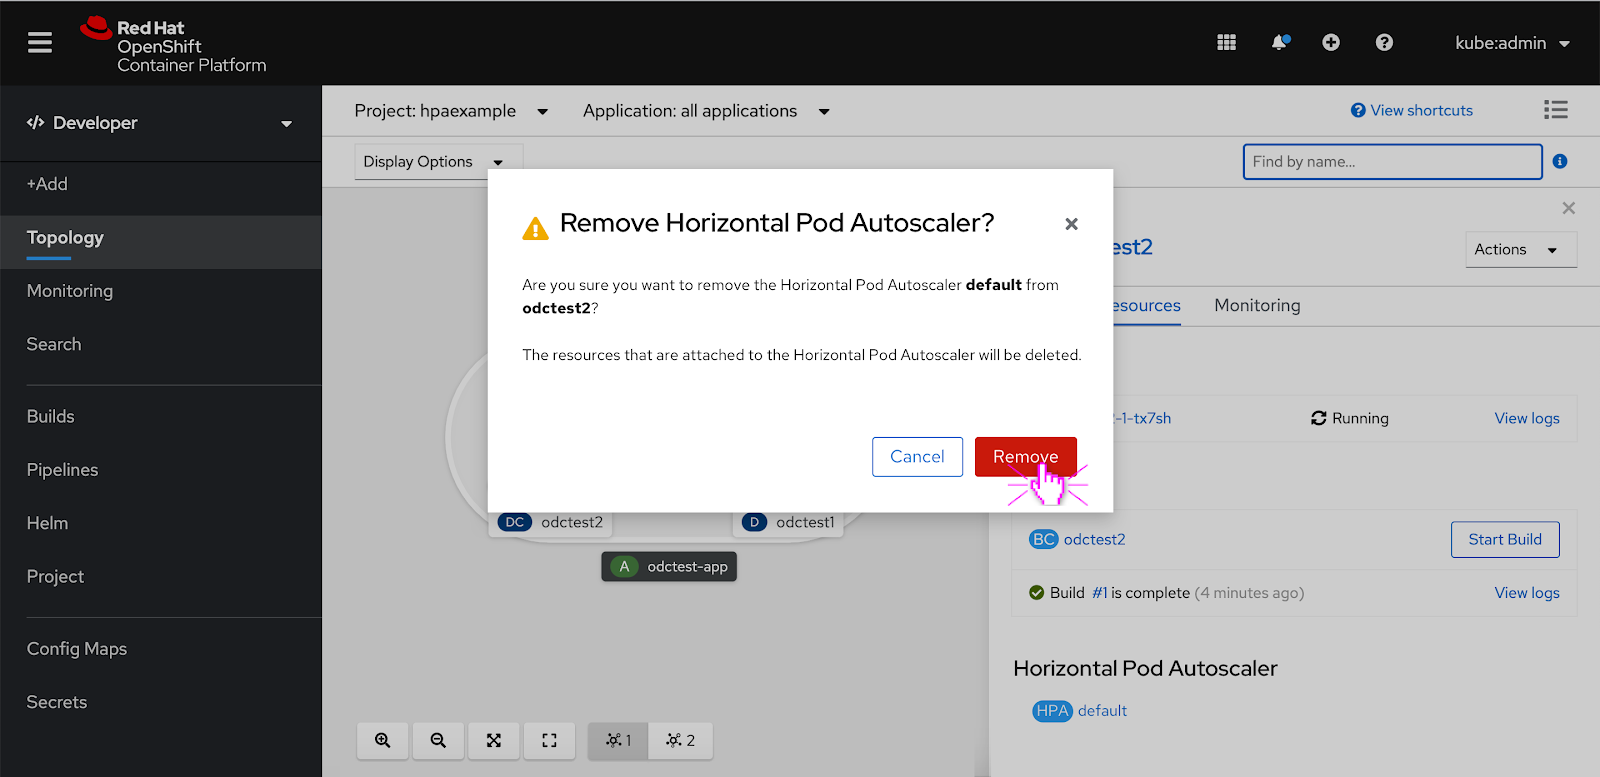 Red Hat
OpenShift
Container Platform
kube:admin
Developer
+Add
Topology
Monitoring
Search
Builds
Pipelines
Helm
Project
Config Maps
Secrets
Project: hpaexample
Application: all applications
View shortcuts
Display Options
Find by name...
Remove Horizontal Pod Autoscaler?
Are you sure you want to remove the Horizontal Pod Autoscaler default from
odctest2?
The resources that are attached to the Horizontal Pod Autoscaler will be deleted.
Cancel
Remove
DC odctest2
D odctest1
A odctest-app
1
2
est2
Actions
esources
Monitoring
-1-tx7sh
Running
View logs
BC odctest2
Start Build
Build #1 is complete (4 minutes ago)
View logs
Horizontal Pod Autoscaler
HPA default